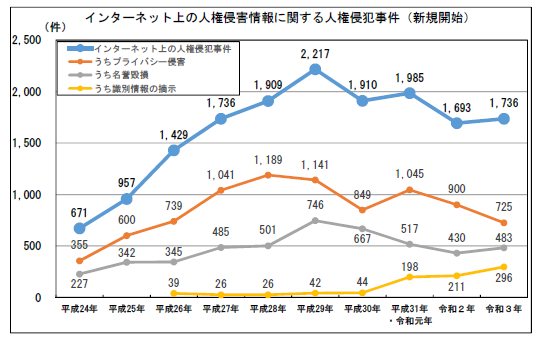 インターネット上の人権侵害情報に関する人権侵犯事件（新規開始）
（件）
2,500
2,000
1,500
1,000
500
0
インターネット上の人権侵犯事件
うちプライバシー侵害
うち名誉毀損
うち識別情報の摘示
671 957 1,429 1,736 1,909 2,217 1,910 1,985 1,693 1,736
355 600 739 1,041 1,189 1,141 849 1,045 900 725
227 342 345 485 501 746 667 517 430 483
39 26 26 42 44 198 211 296
平成24年 平成25年 平成26年 平成27年 平成28年 平成29年 平成30年 平成31年 令和２年 令和３年
・令和元年